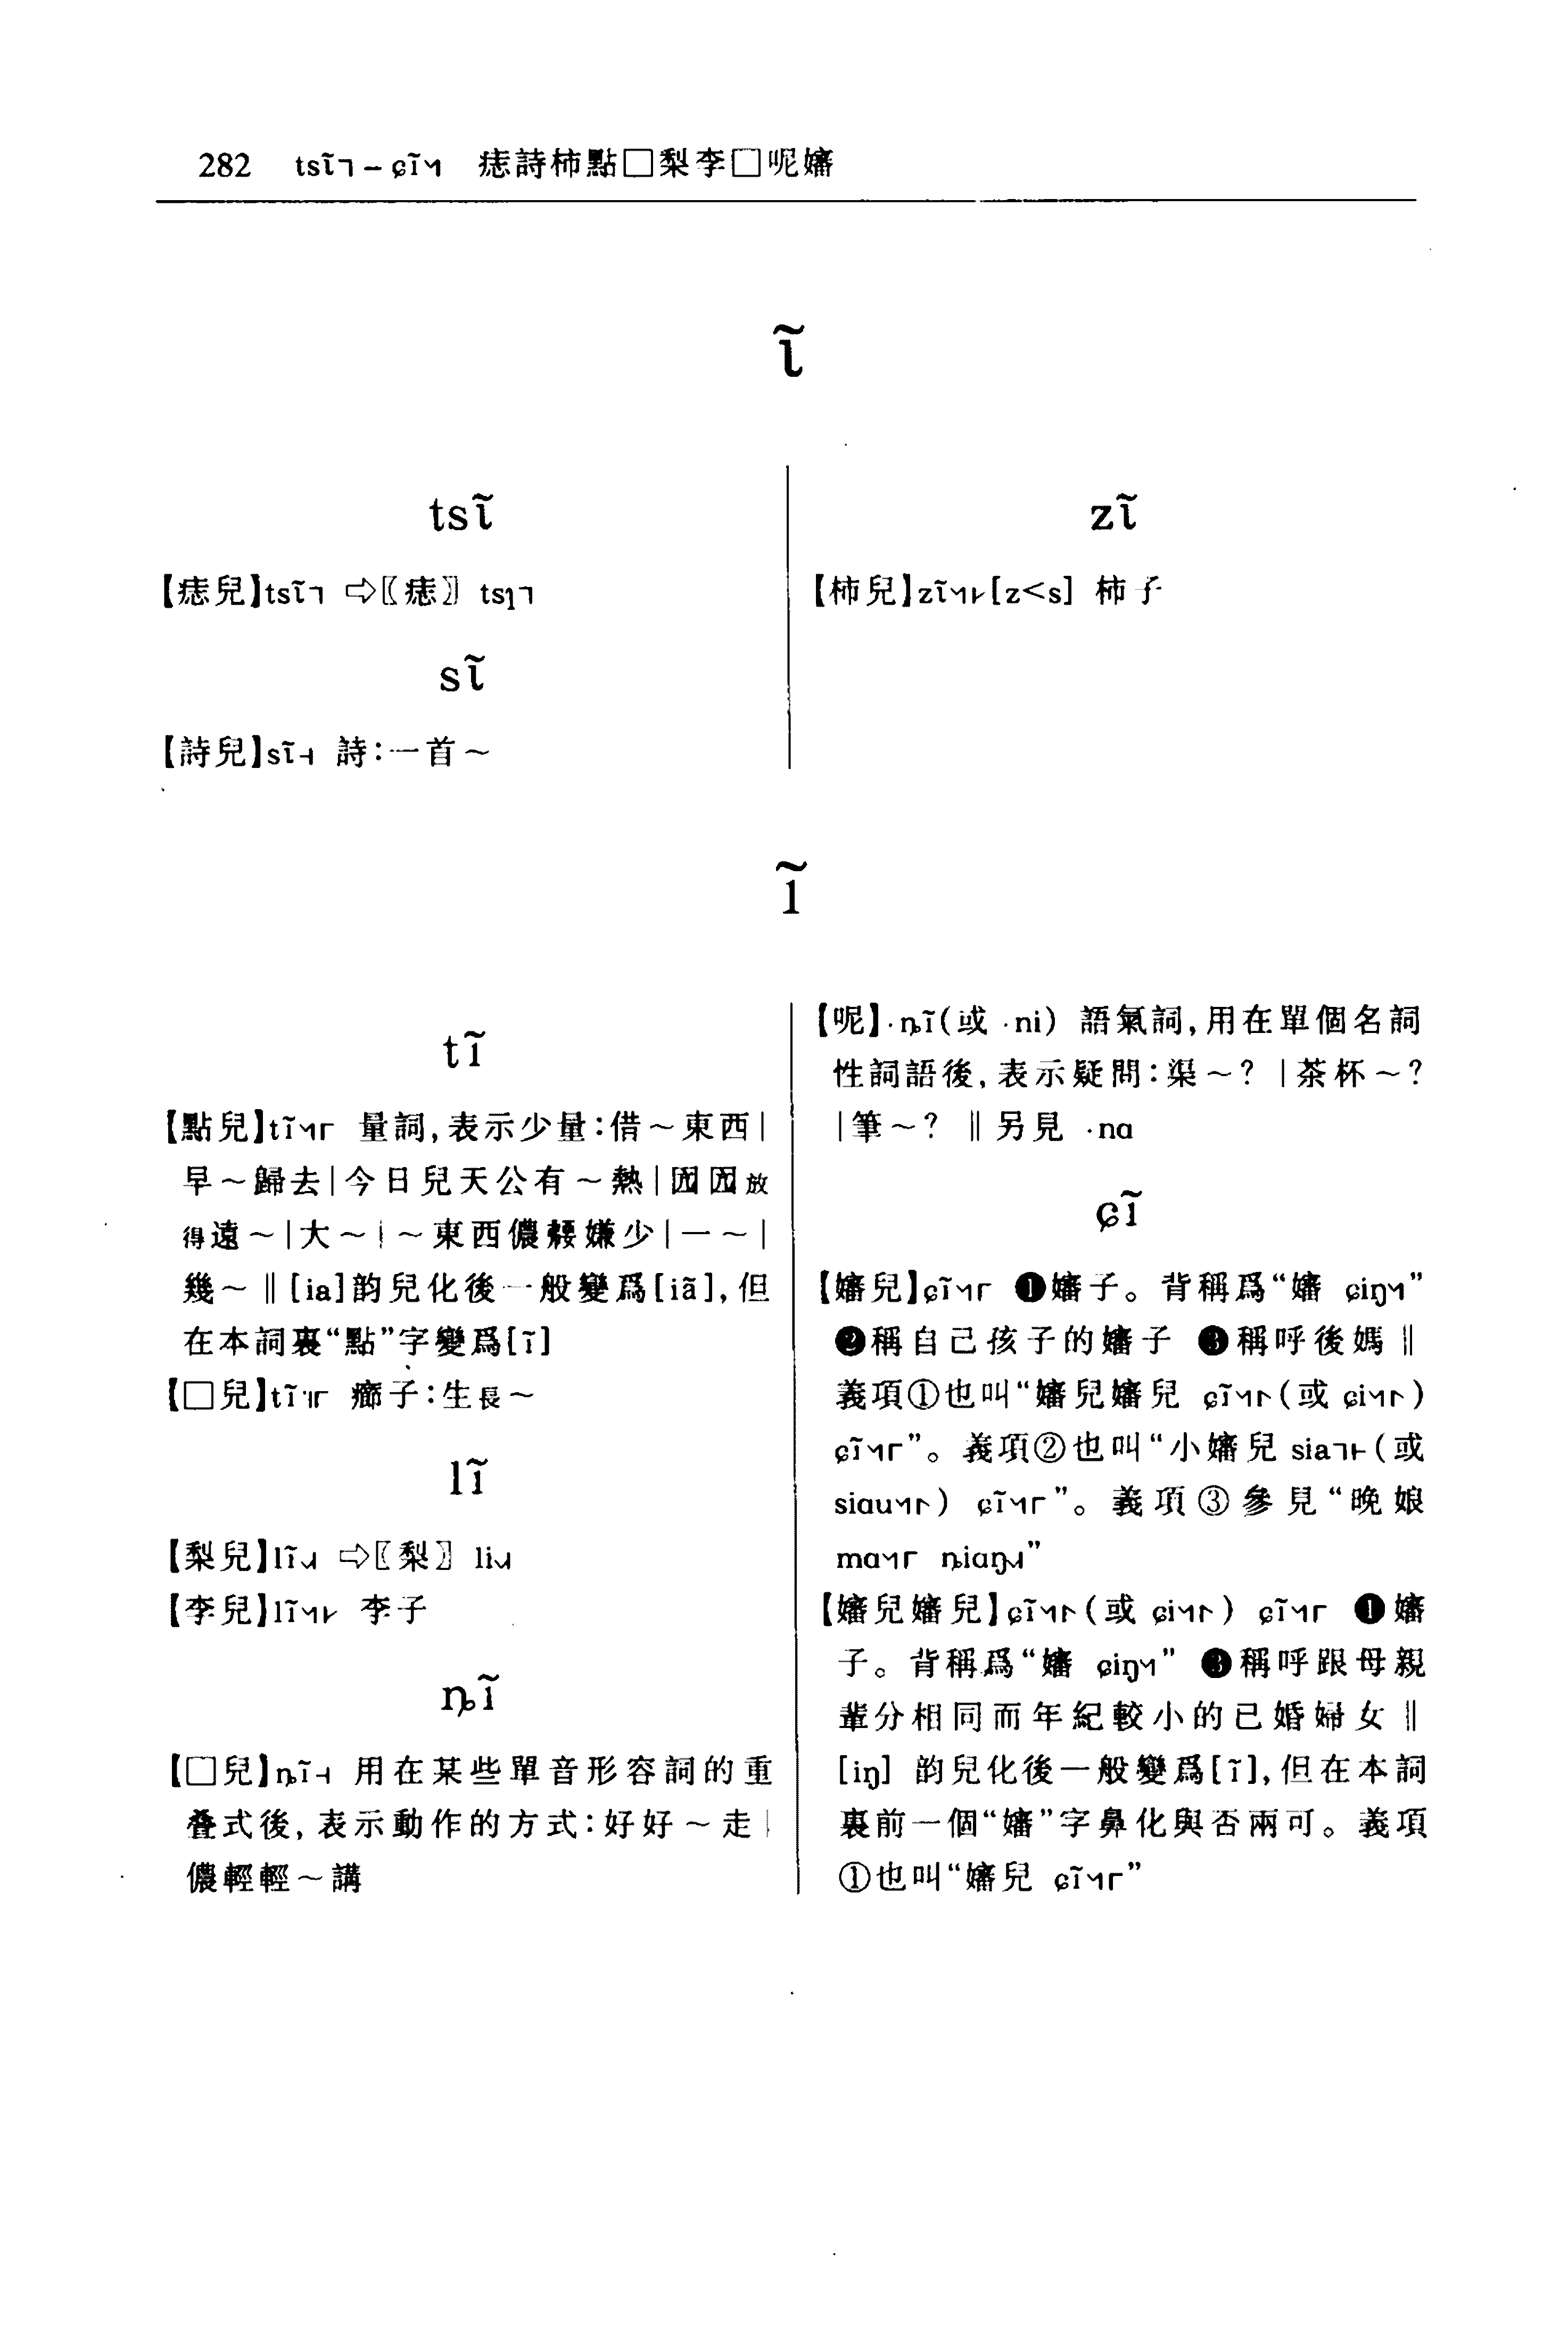 282 tsɿ̃˥ – ɕĩ˥˧˥ 痣詩柿點□梨李□呢嬸
ɿ̃
tsɿ̃
【痣兒】tsɿ̃ ⇨〖痣〗 tsɿ
sɿ̃
【詩兒】sɿ̃ 詩:一首~
zɿ̃
【柿兒】zɿ̃ [z<s] 柿子
ĩ
tĩ
【點兒】tĩ 量詞,表示少量:借~東西|
早~歸去|今日兒天公有~熱|园园放
得遠~|大~|~東西儂嫌少|一~|
幾~‖[ia]韵兒化後一般變爲[iã],但
在本詞裏“點”字變爲[ĩ]
【□兒】tĩ 癤子:生長~
lĩ
【梨兒】lĩ ⇨〖梨〗 li
【李兒】lĩ 李子
ȵĩ
【□兒】ȵĩ 用在某些單音形容詞的重
叠式後,表示動作的方式:好好~走|
儂輕輕~講
【呢】·ȵĩ(或 ·ni) 語氣詞,用在單個名詞
性詞語後,表示疑問:渠~?|茶杯~?
|筆~?‖另見 ·nɑ
ɕĩ
【嬸兒】ɕĩ ❶嬸子。背稱爲“嬸 ɕiŋ”
❷稱自己孩子的嬸子 ❸稱呼後媽‖
義項①也叫“嬸兒嬸兒 ɕĩ(或 ɕi)
ɕĩ”。義項②也叫“小嬸兒 sia(或
siɑu) ɕĩ”。義項③參見“晚娘
mɑ ȵiɑŋ”
【嬸兒嬸兒】ɕĩ(或 ɕi) ɕĩ ❶嬸
子。背稱爲“嬸 ɕiŋ” ❸稱呼跟母親
輩分相同而年紀較小的已婚婦女‖
[iŋ] 韵兒化後一般變爲[ĩ],但在本詞
裏前一個“嬸”字鼻化與否兩可。義項
①也叫“嬸兒 ɕĩ”